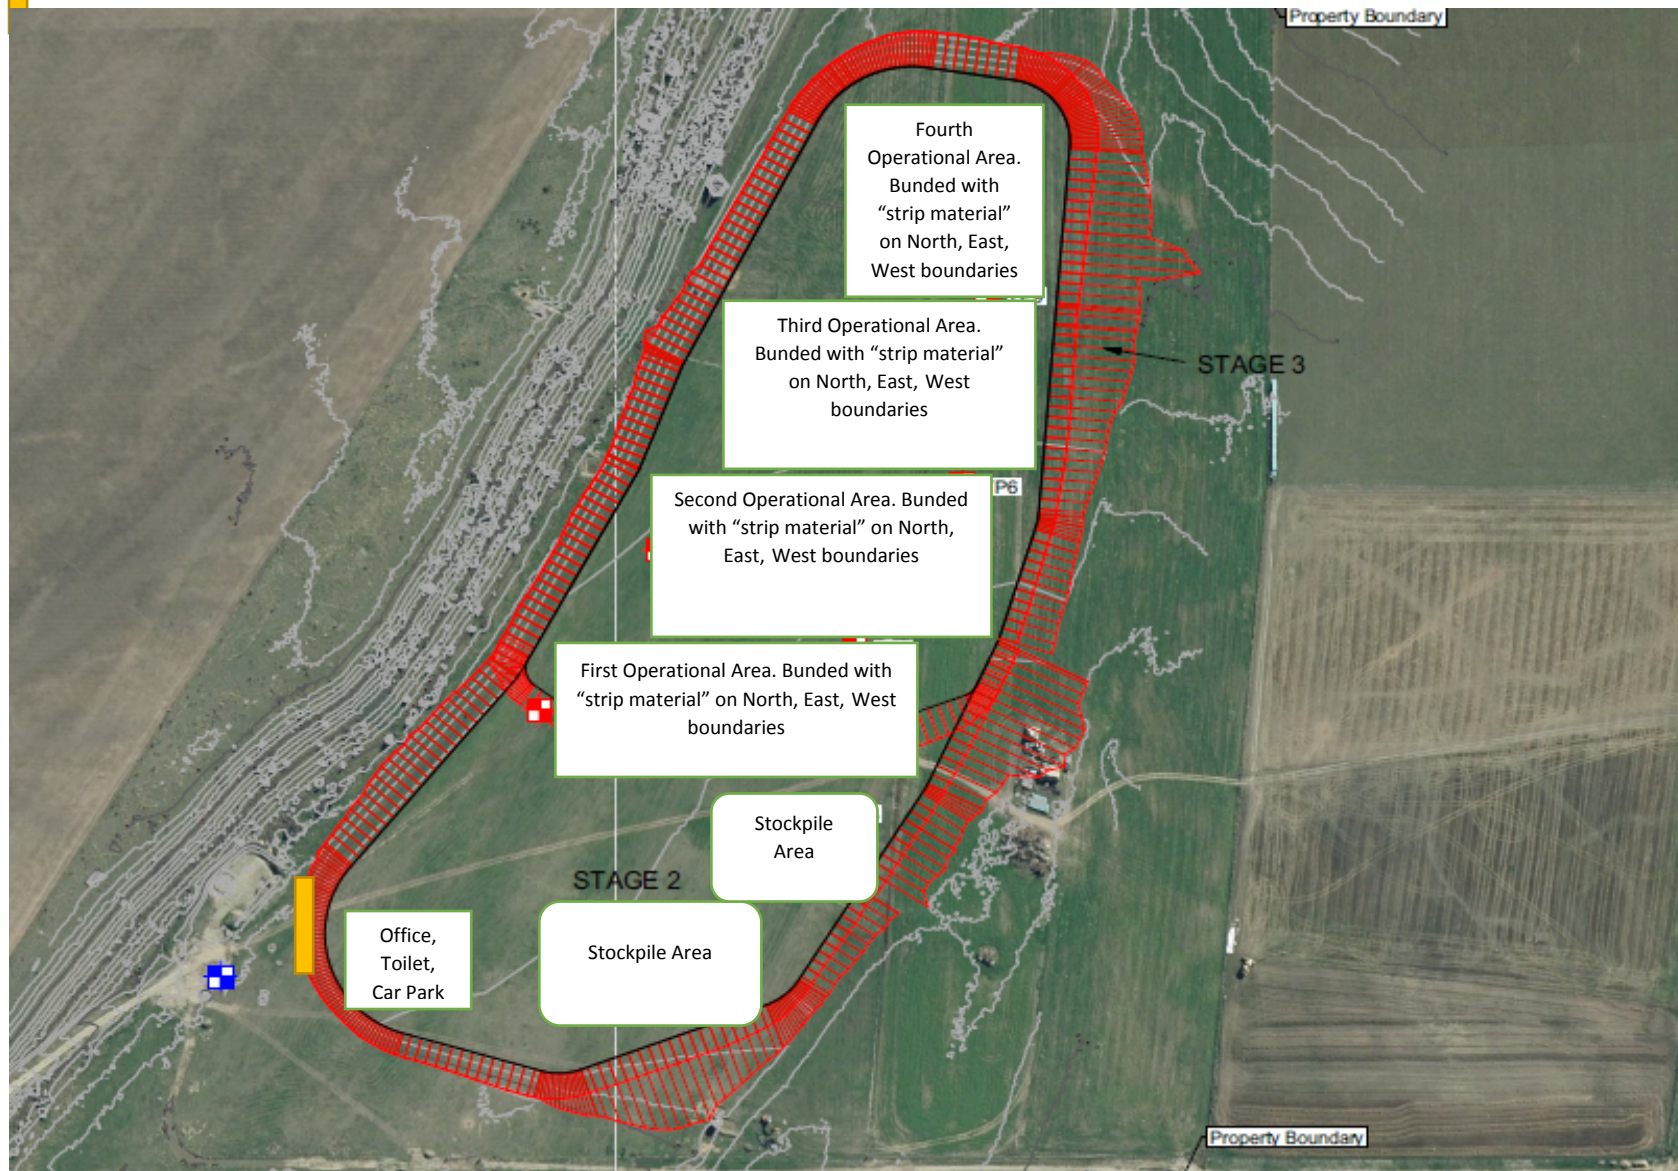 Property Boundary
Fourth
Operational Area.
Bunded with
“strip material”
on North, East,
West boundaries
Third Operational Area.
Bunded with “strip material”
on North, East, West
boundaries
STAGE 3
Second Operational Area. Bunded
with “strip material” on North,
East, West boundaries
P6
First Operational Area. Bunded with
“strip material” on North, East, West
boundaries
Stockpile
Area
STAGE 2
Office,
Toilet,
Car Park
Stockpile Area
Property Boundary